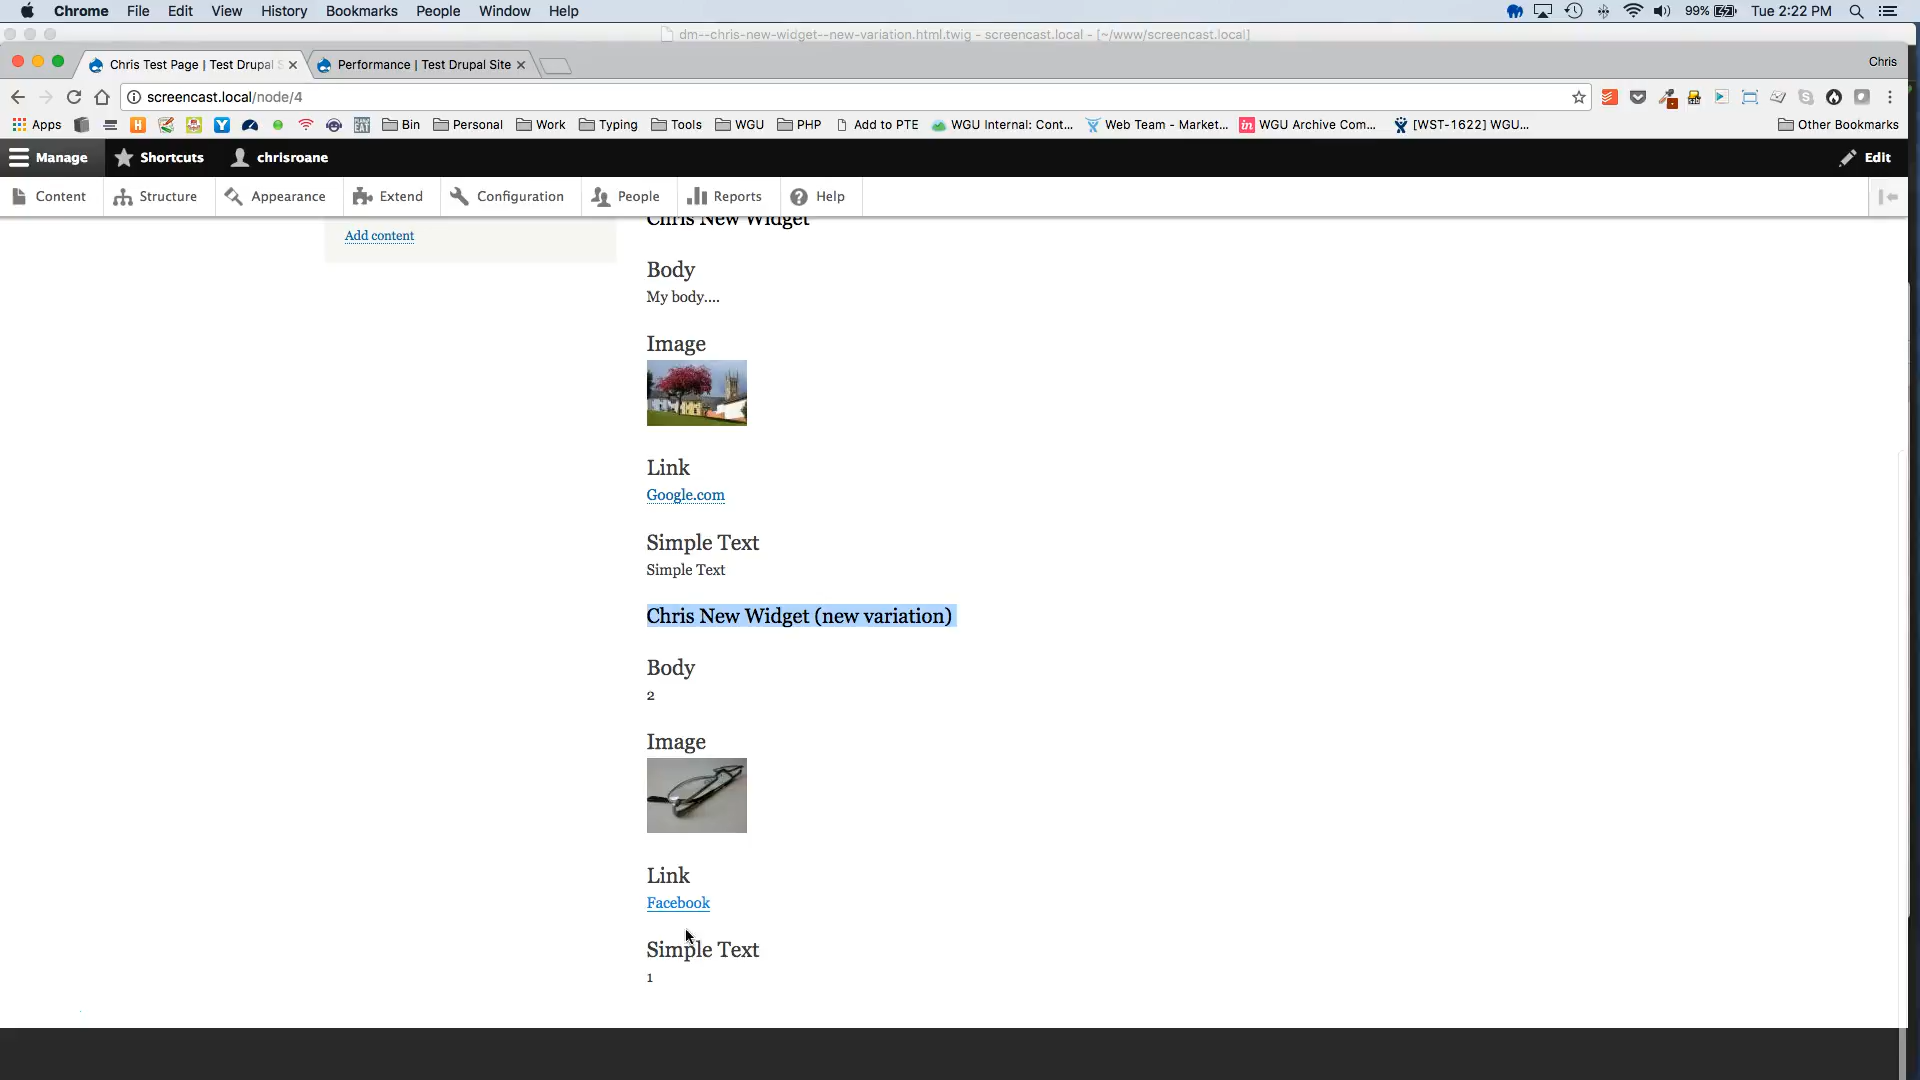 Chrome File Edit View History Bookmarks People Window Help 99% Tue 2:22 PM
dm--chris-new-widget--new-variation.html.twig - screencast.local - [~/www/screencast.local]
Chris Test Page | Test Drupal S Performance | Test Drupal Site Chris
screencast.local/node/4
Apps Bin Personal Work Typing Tools WGU PHP Add to PTE WGU Internal: Cont... Web Team - Market... in WGU Archive Com... [WST-1622] WGU... Other Bookmarks
Manage Shortcuts chrisroane Edit
Content Structure Appearance Extend Configuration People Reports Help
Chris New Widget
Add content
Body
My body....
Image
Link
Google.com
Simple Text
Simple Text
Chris New Widget (new variation)
Body
2
Image
Link
Facebook
Simple Text
1